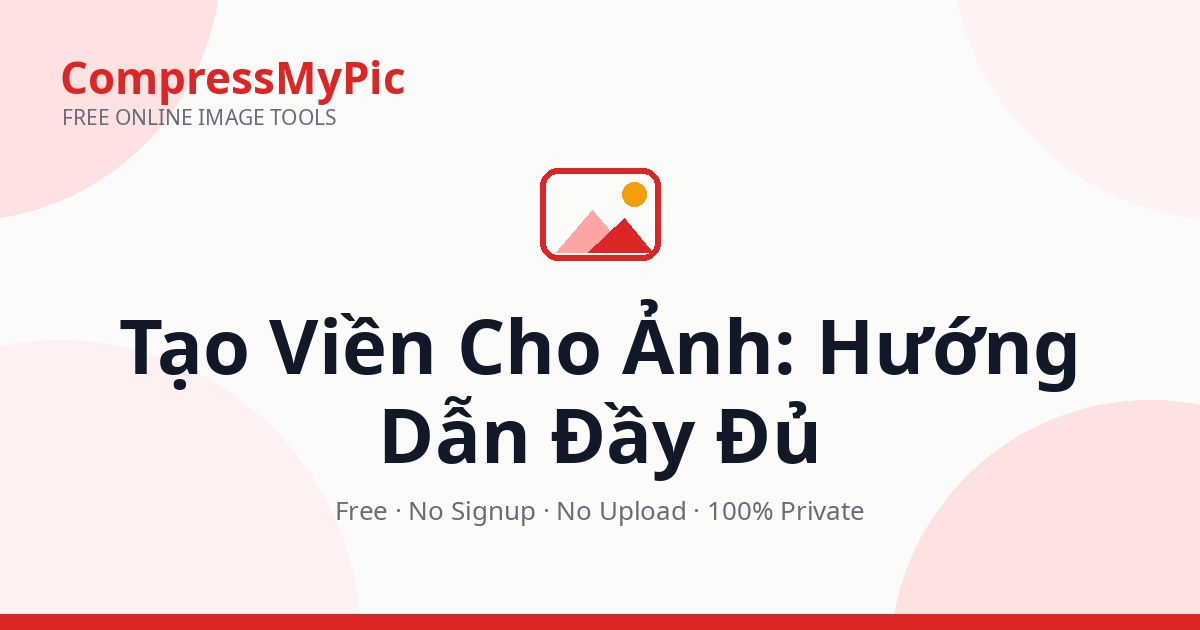 CompressMyPic
FREE ONLINE IMAGE TOOLS
Tạo Viền Cho Ảnh: Hướng
Dẫn Đầy Đủ
Free · No Signup · No Upload · 100% Private